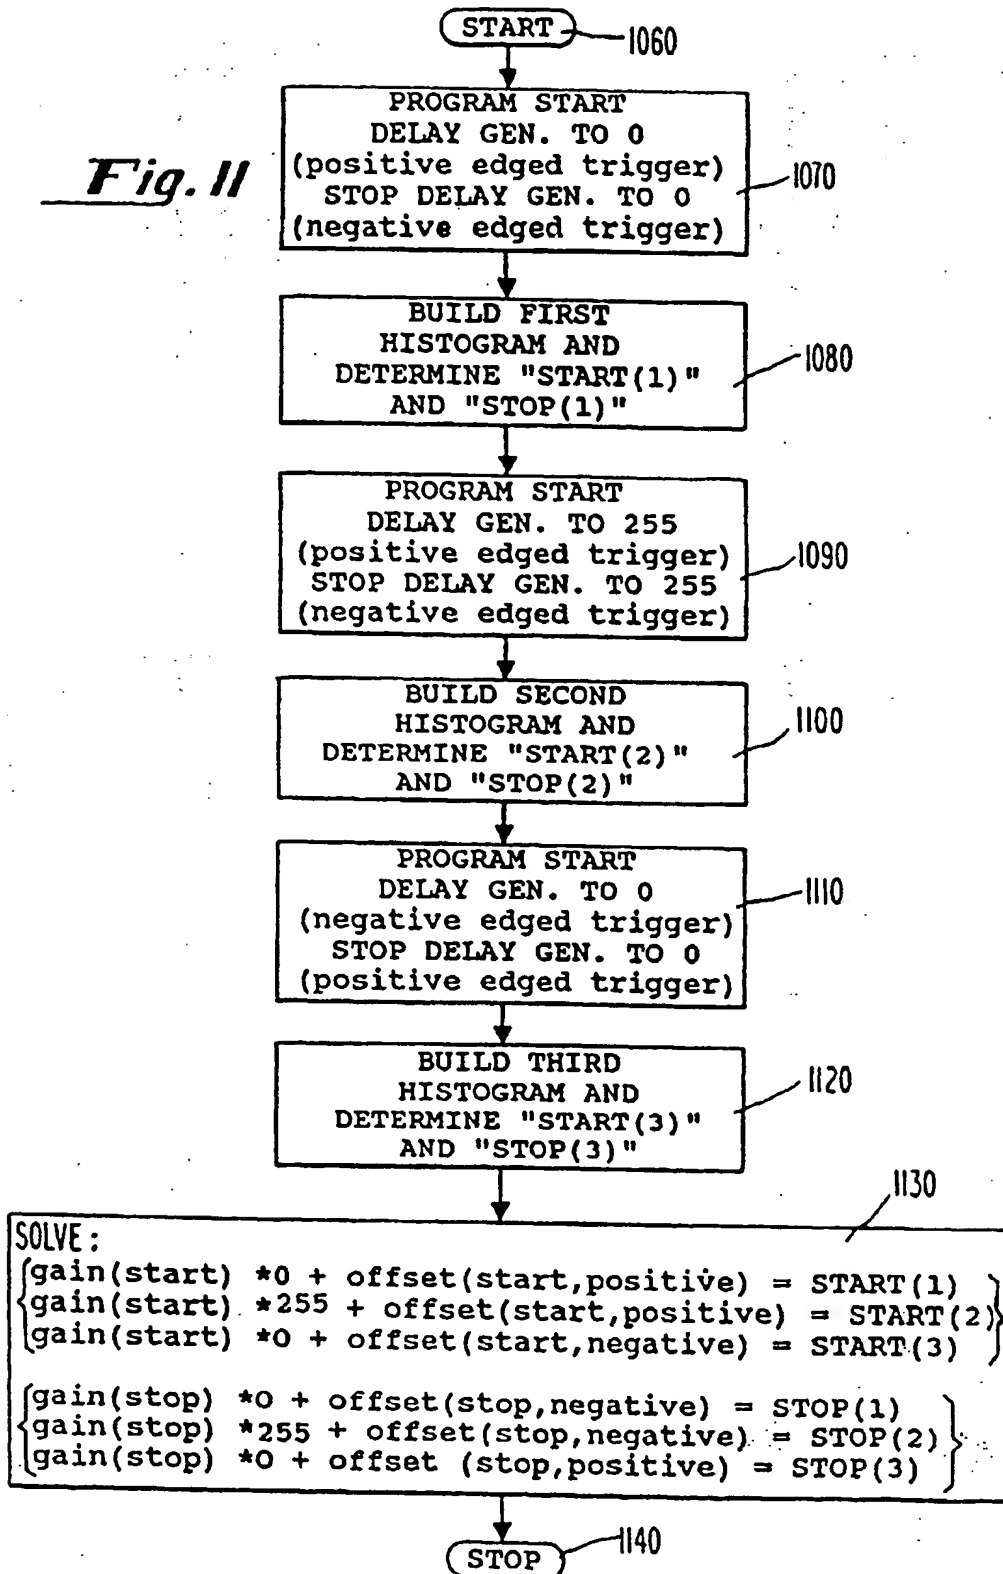 START
1060
Fig. 11
PROGRAM START
DELAY GEN. TO 0
(positive edged trigger)
STOP DELAY GEN. TO 0
(negative edged trigger)
1070
BUILD FIRST
HISTOGRAM AND
DETERMINE "START(1)"
AND "STOP(1)"
1080
PROGRAM START
DELAY GEN. TO 255
(positive edged trigger)
STOP DELAY GEN. TO 255
(negative edged trigger)
1090
BUILD SECOND
HISTOGRAM AND
DETERMINE "START(2)"
AND "STOP(2)"
1100
PROGRAM START
DELAY GEN. TO 0
(negative edged trigger)
STOP DELAY GEN. TO 0
(positive edged trigger)
1110
BUILD THIRD
HISTOGRAM AND
DETERMINE "START(3)"
AND "STOP(3)"
1120
1130
SOLVE:
gain(start) *0 + offset(start,positive) = START(1)
gain(start) *255 + offset(start,positive) = START(2)
gain(start) *0 + offset(start,negative) = START(3)
gain(stop) *0 + offset(stop,negative) = STOP(1)
gain(stop) *255 + offset(stop,negative) = STOP(2)
gain(stop) *0 + offset (stop,positive) = STOP(3)
STOP
1140